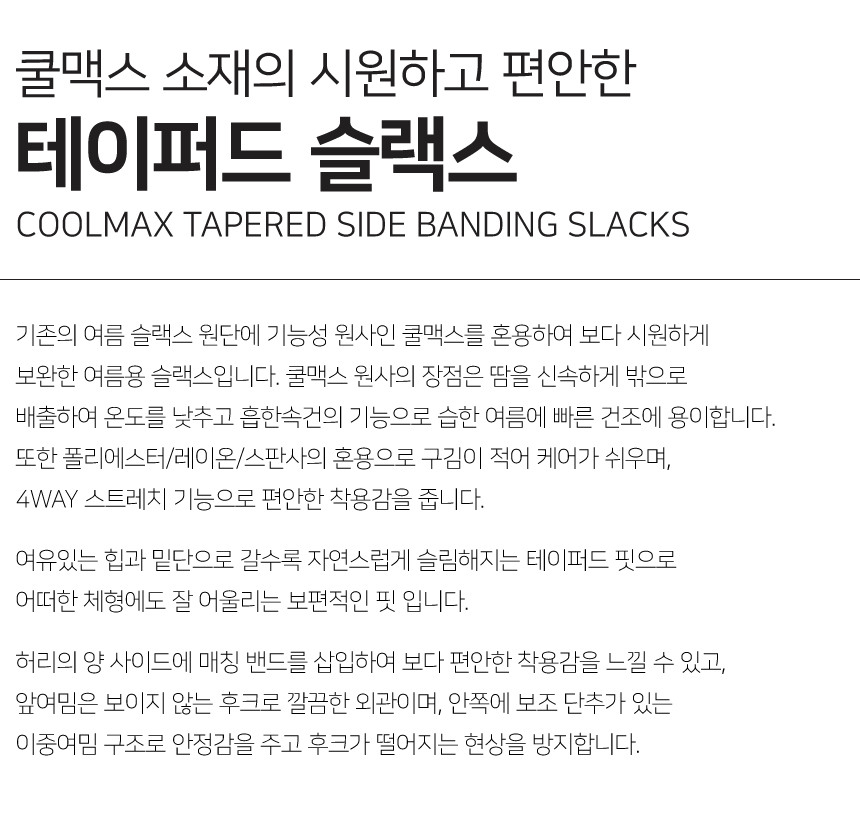 쿨맥스 소재의 시원하고 편안한
테이퍼드 슬랙스
COOLMAX TAPERED SIDE BANDING SLACKS
기존의 여름 슬랙스 원단에 기능성 원사인 쿨맥스를 혼용하여 보다 시원하게
보완한 여름용 슬랙스입니다. 쿨맥스 원사의 장점은 땀을 신속하게 밖으로
배출하여 온도를 낮추고 흡한속건의 기능으로 습한 여름에 빠른 건조에 용이합니다.
또한 폴리에스터/레이온/스판사의 혼용으로 구김이 적어 케어가 쉬우며,
4WAY 스트레치 기능으로 편안한 착용감을 줍니다.
여유있는 힙과 밑단으로 갈수록 자연스럽게 슬림해지는 테이퍼드 핏으로
어떠한 체형에도 잘 어울리는 보편적인 핏 입니다.
허리의 양 사이드에 매칭 밴드를 삽입하여 보다 편안한 착용감을 느낄 수 있고,
앞여밈은 보이지 않는 후크로 깔끔한 외관이며, 안쪽에 보조 단추가 있는
이중여밈 구조로 안정감을 주고 후크가 떨어지는 현상을 방지합니다.